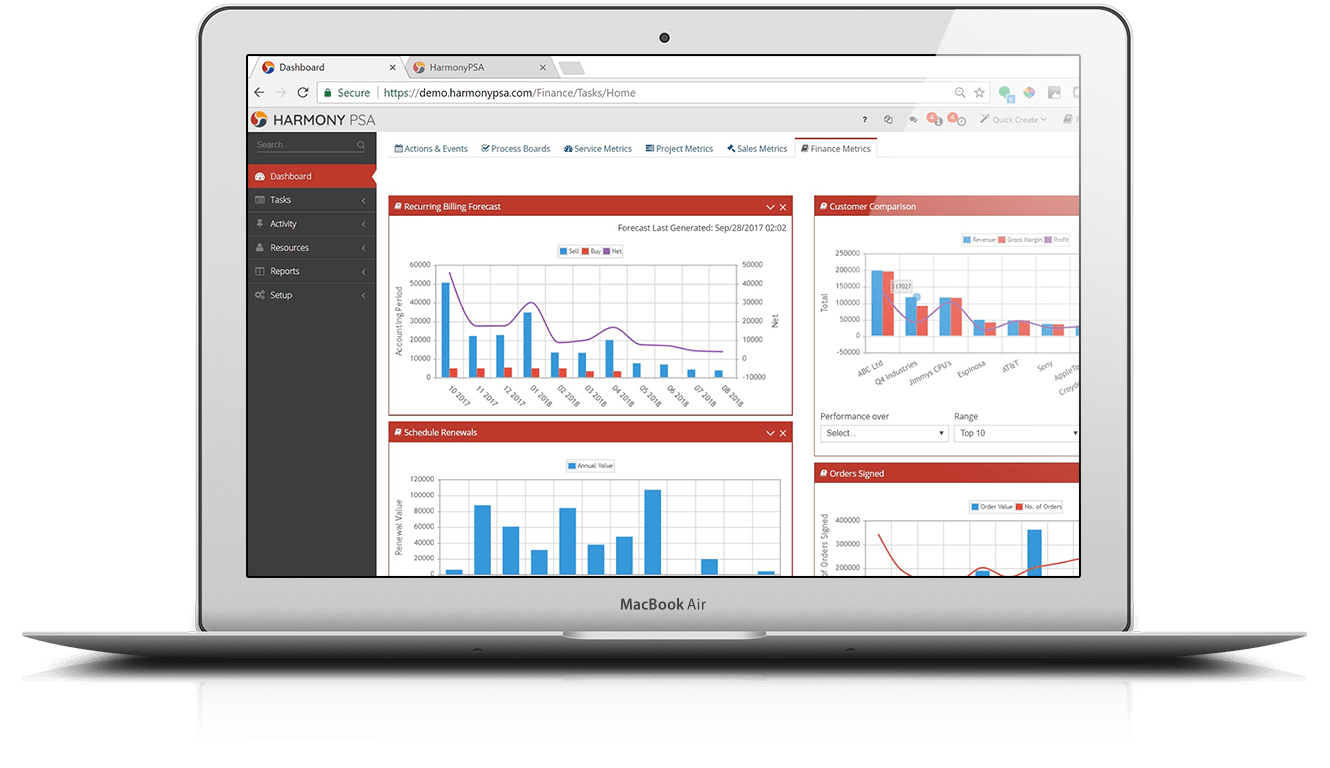 Dashboard
HarmonyPSA
Secure
https://demo.harmonypsa.com/Finance/Tasks/Home
HARMONY PSA
?
4
Quick Create
Search...
Actions & Events
Process Boards
Service Metrics
Project Metrics
Sales Metrics
Finance Metrics
Dashboard
Tasks
Activity
Resources
Reports
Setup
Recurring Billing Forecast
Forecast Last Generated: Sep/28/2017 02:02
Sell Buy Net
60000
50000
40000
30000
20000
10000
0
Accounting Period
50000
40000
30000
20000
10000
0
-10000
Net
10 2017
11 2017
12 2017
01 2018
02 2018
03 2018
04 2018
05 2018
06 2018
07 2018
08 2018
Customer Comparison
Revenue Gross Margin Profit
250000
200000
150000
100000
50000
0
-50000
Total
117027
ABC Ltd
Q4 Industries
Jimmys CPU's
Espinosa
AT&T
Sony
Performance over
Select...
Range
Top 10
Schedule Renewals
Annual Value
120000
100000
80000
60000
40000
20000
0
Renewal Value
Orders Signed
Order Value No. of Orders
400000
300000
200000
of Orders Signed
MacBook Air